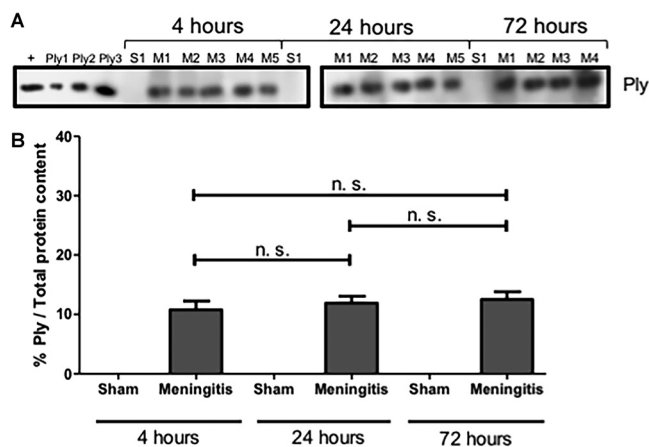 A
4 hours 24 hours 72 hours
+ Ply1 Ply2 Ply3 S1 M1 M2 M3 M4 M5 S1 M1 M2 M3 M4 M5 S1 M1 M2 M3 M4
Ply
B
% Ply / Total protein content
40
30
20
10
0
n. s.
n. s.
n. s.
Sham Meningitis Sham Meningitis Sham Meningitis
4 hours 24 hours 72 hours